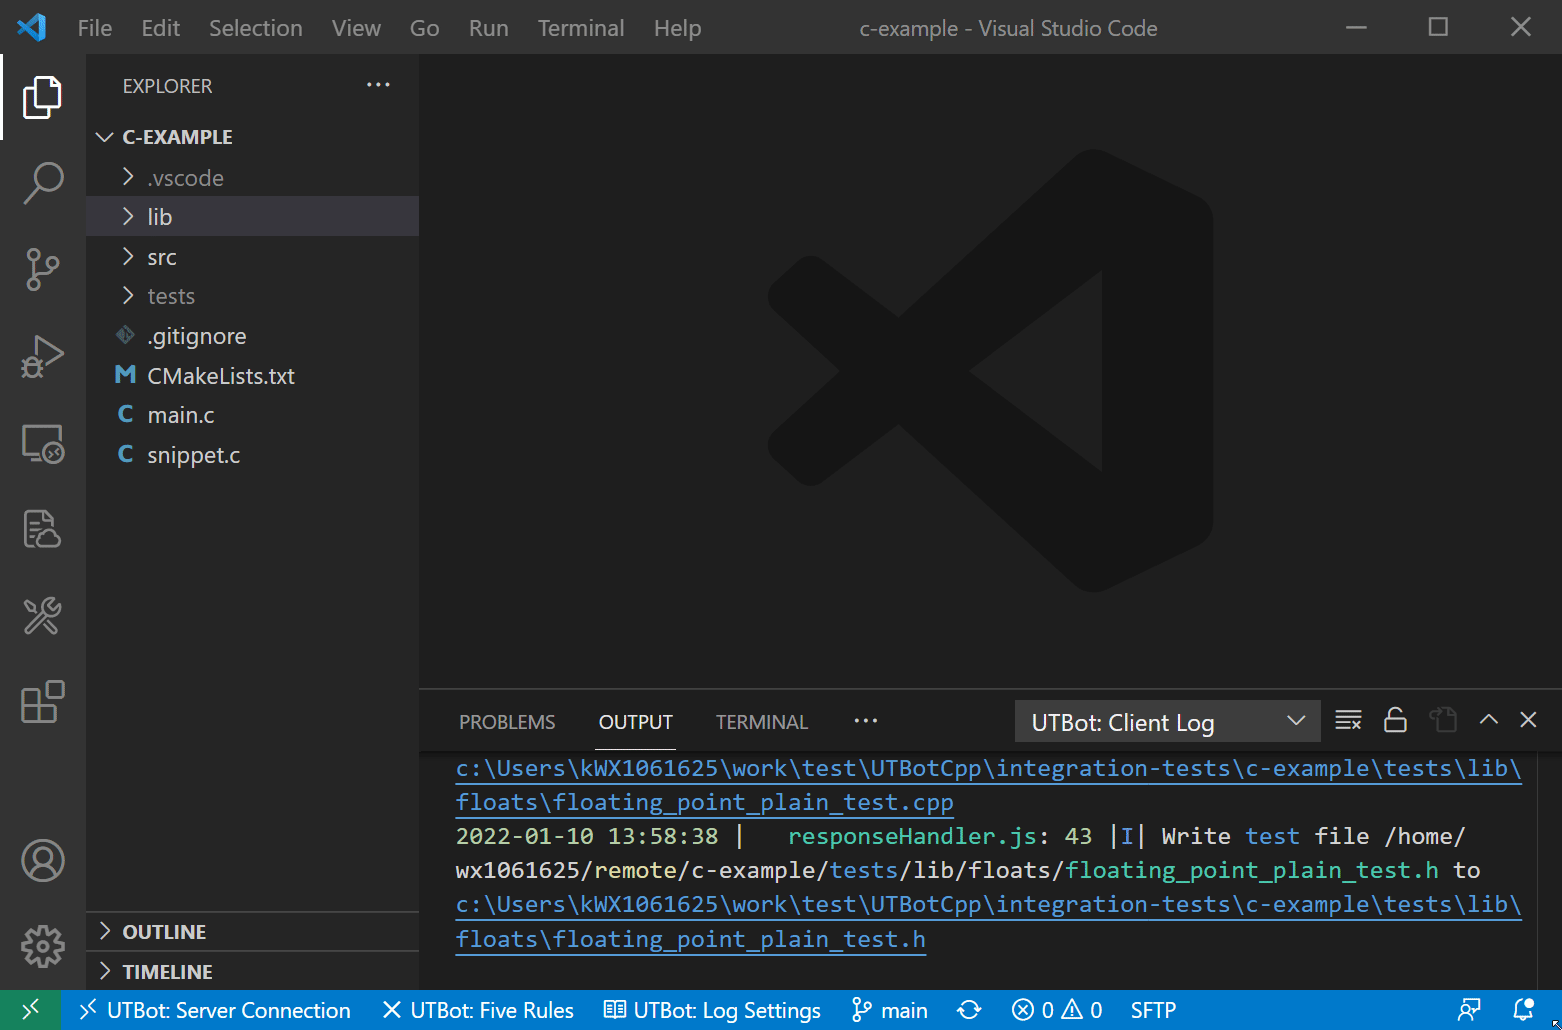 File Edit Selection View Go Run Terminal Help c-example - Visual Studio Code
EXPLORER
C-EXAMPLE
.vscode
lib
src
tests
.gitignore
M CMakeLists.txt
C main.c
C snippet.c
OUTLINE
TIMELINE
PROBLEMS OUTPUT TERMINAL UTBot: Client Log
c:\Users\kWX1061625\work\test\UTBotCpp\integration-tests\c-example\tests\lib\
floats\floating_point_plain_test.cpp
2022-01-10 13:58:38 | responseHandler.js: 43 |I| Write test file /home/
wx1061625/remote/c-example/tests/lib/floats/floating_point_plain_test.h to
c:\Users\kWX1061625\work\test\UTBotCpp\integration-tests\c-example\tests\lib\
floats\floating_point_plain_test.h
UTBot: Server Connection UTBot: Five Rules UTBot: Log Settings main 0 0 SFTP